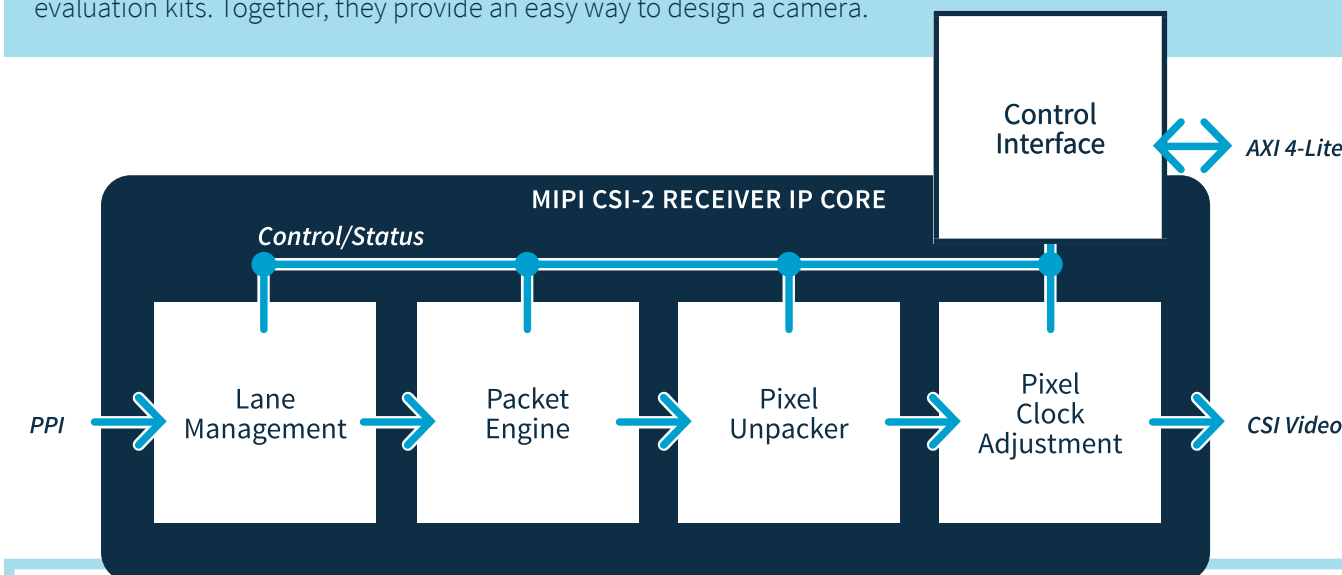 evaluation kits. Together, they provide an easy way to design a camera.
Control
Interface
AXI 4-Lite
MIPI CSI-2 RECEIVER IP CORE
Control/Status
PPI
Lane
Management
Packet
Engine
Pixel
Unpacker
Pixel
Clock
Adjustment
CSI Video